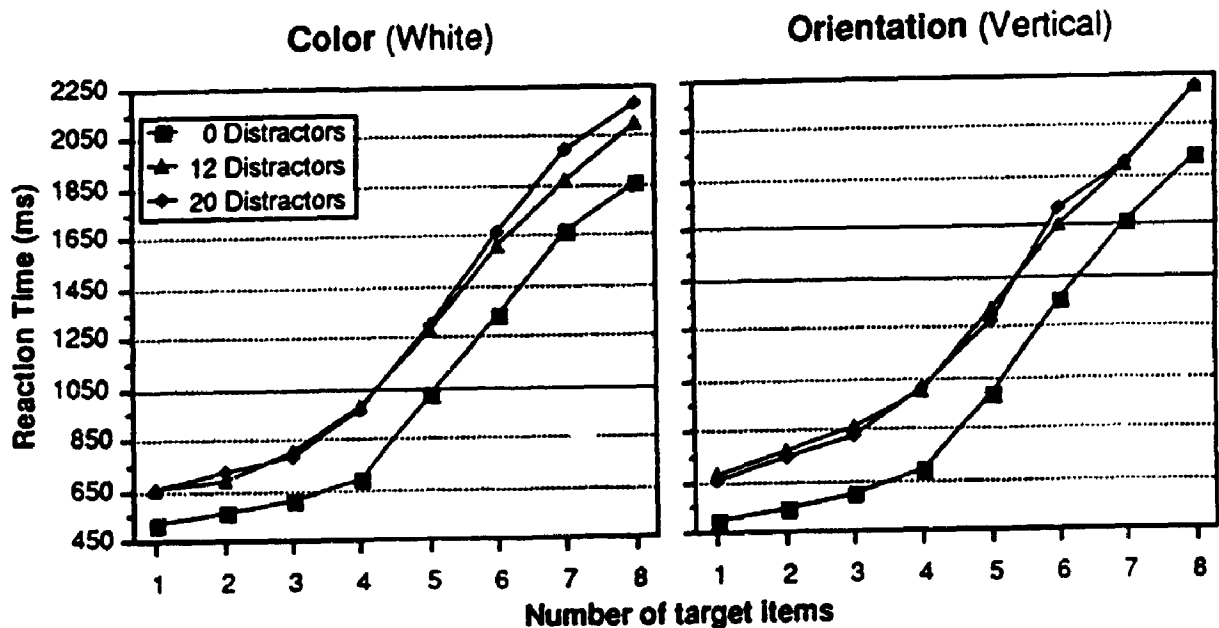 Color (White)
Orientation (Vertical)
Reaction Time (ms)
2250
2050
1850
1650
1450
1250
1050
850
650
450
0 Distractors
12 Distractors
20 Distractors
1 2 3 4 5 6 7 8
1 2 3 4 5 6 7 8
Number of target items